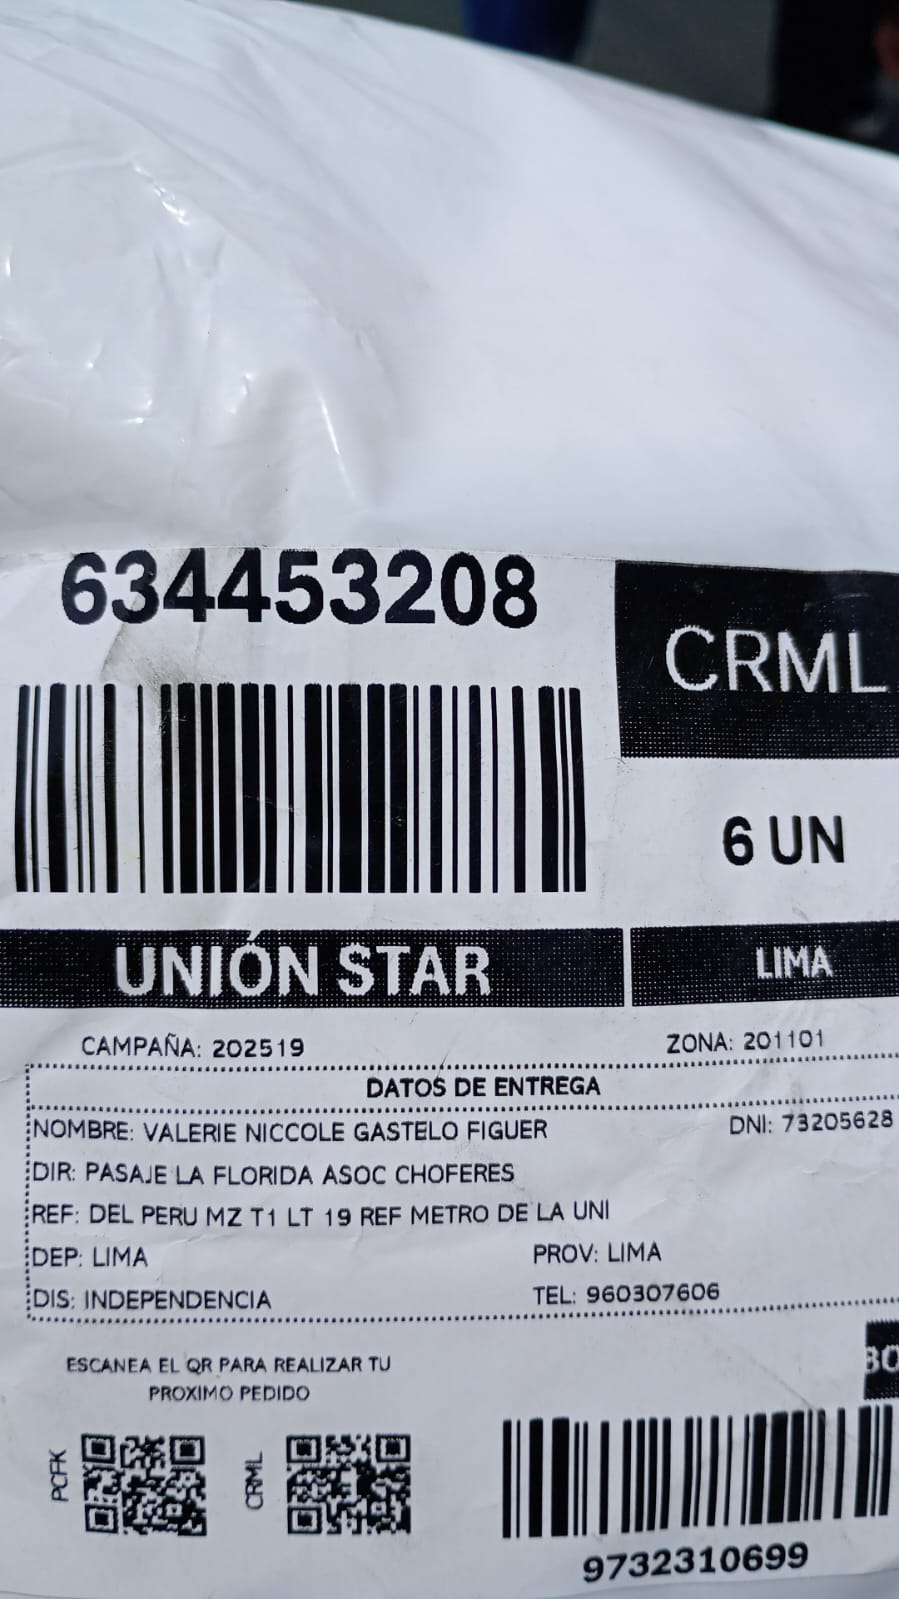 634453208
CRML
6 UN
UNIÓN STAR
LIMA
CAMPAÑA: 202519
ZONA: 201101
DATOS DE ENTREGA
NOMBRE: VALERIE NICCOLE GASTELO FIGUER
DNI: 73205628
DIR: PASAJE LA FLORIDA ASOC CHOFERES
REF: DEL PERU MZ T1 LT 19 REF METRO DE LA UNI
DEP: LIMA
PROV: LIMA
DIS: INDEPENDENCIA
TEL: 960307606
ESCANEA EL QR PARA REALIZAR TU
PROXIMO PEDIDO
PCFK
CRML
9732310699